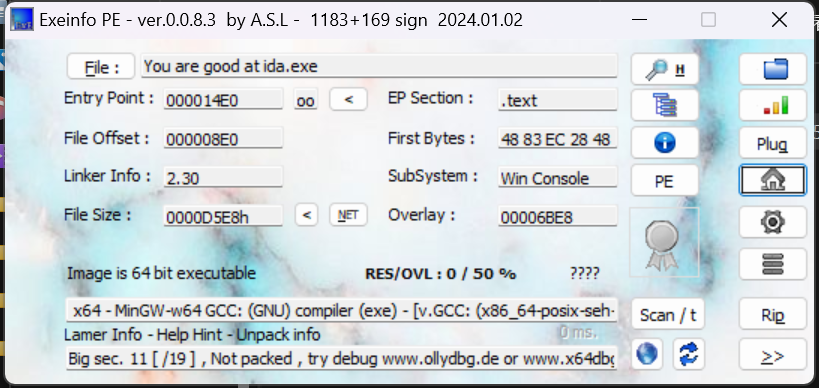 Exeinfo PE - ver.0.0.8.3 by A.S.L - 1183+169 sign 2024.01.02
File : You are good at ida.exe H
Entry Point : 000014E0 oo < EP Section : .text
File Offset : 000008E0 First Bytes : 48 83 EC 28 48 Plug
Linker Info : 2.30 SubSystem : Win Console PE
File Size : 0000D5E8h < NET Overlay : 00006BE8
Image is 64 bit executable RES/OVL : 0 / 50 % ????
x64 - MinGW-w64 GCC: (GNU) compiler (exe) - [v.GCC: (x86_64-posix-seh- Scan / t Rip
Lamer Info - Help Hint - Unpack info 0 ms.
Big sec. 11 [ /19 ] , Not packed , try debug www.ollydbg.de or www.x64dbg >>